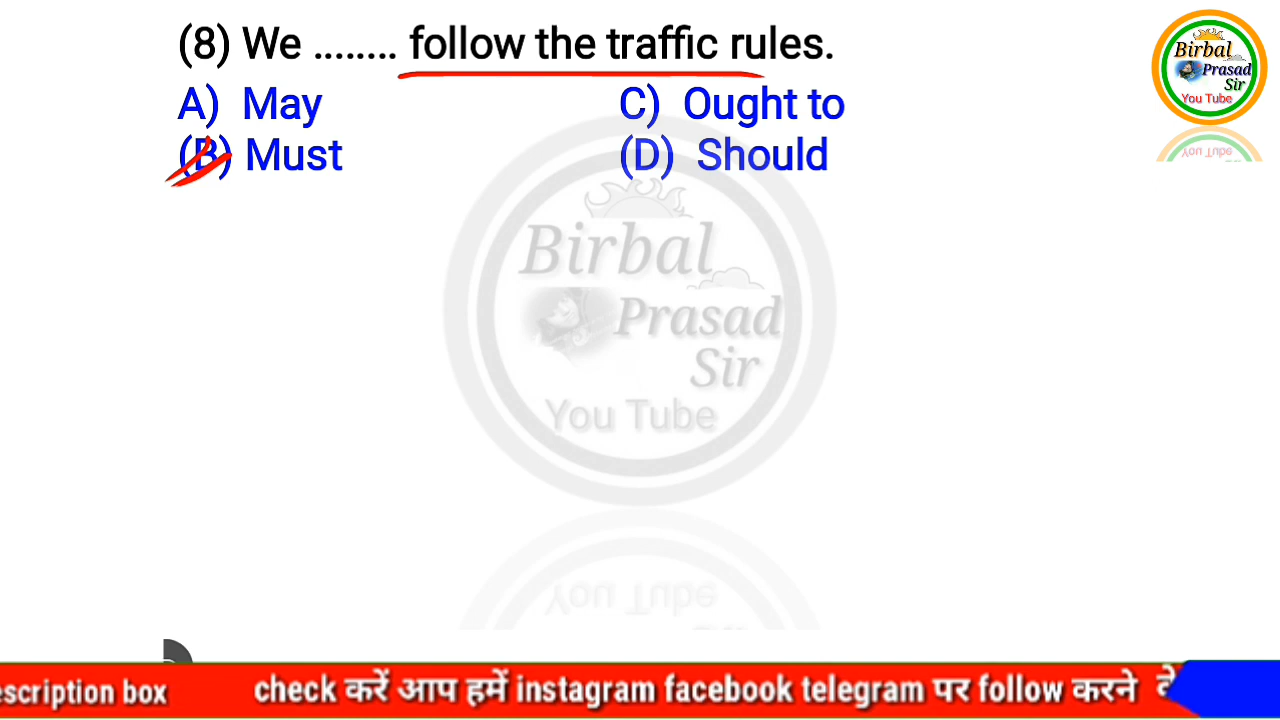 (8) We ........ follow the traffic rules.
A) May
C) Ought to
(B) Must
(D) Should
Birbal
Prasad
Sir
You Tube
Birbal
Prasad
Sir
You Tube
escription box check करें आप हमें instagram facebook telegram पर follow करने